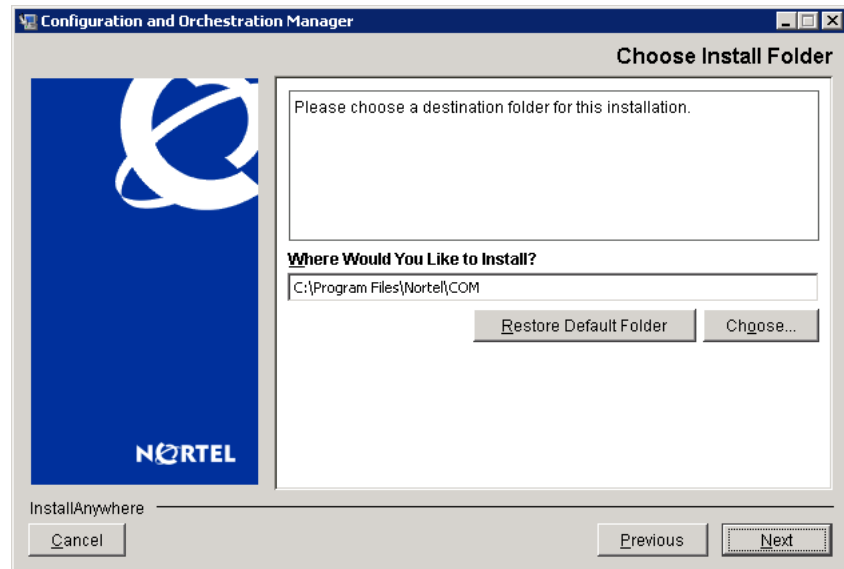 Configuration and Orchestration Manager
Choose Install Folder
Please choose a destination folder for this installation.
Where Would You Like to Install?
C:\Program Files\Nortel\COM
Restore Default Folder
Choose...
NORTEL
InstallAnywhere
Cancel
Previous
Next